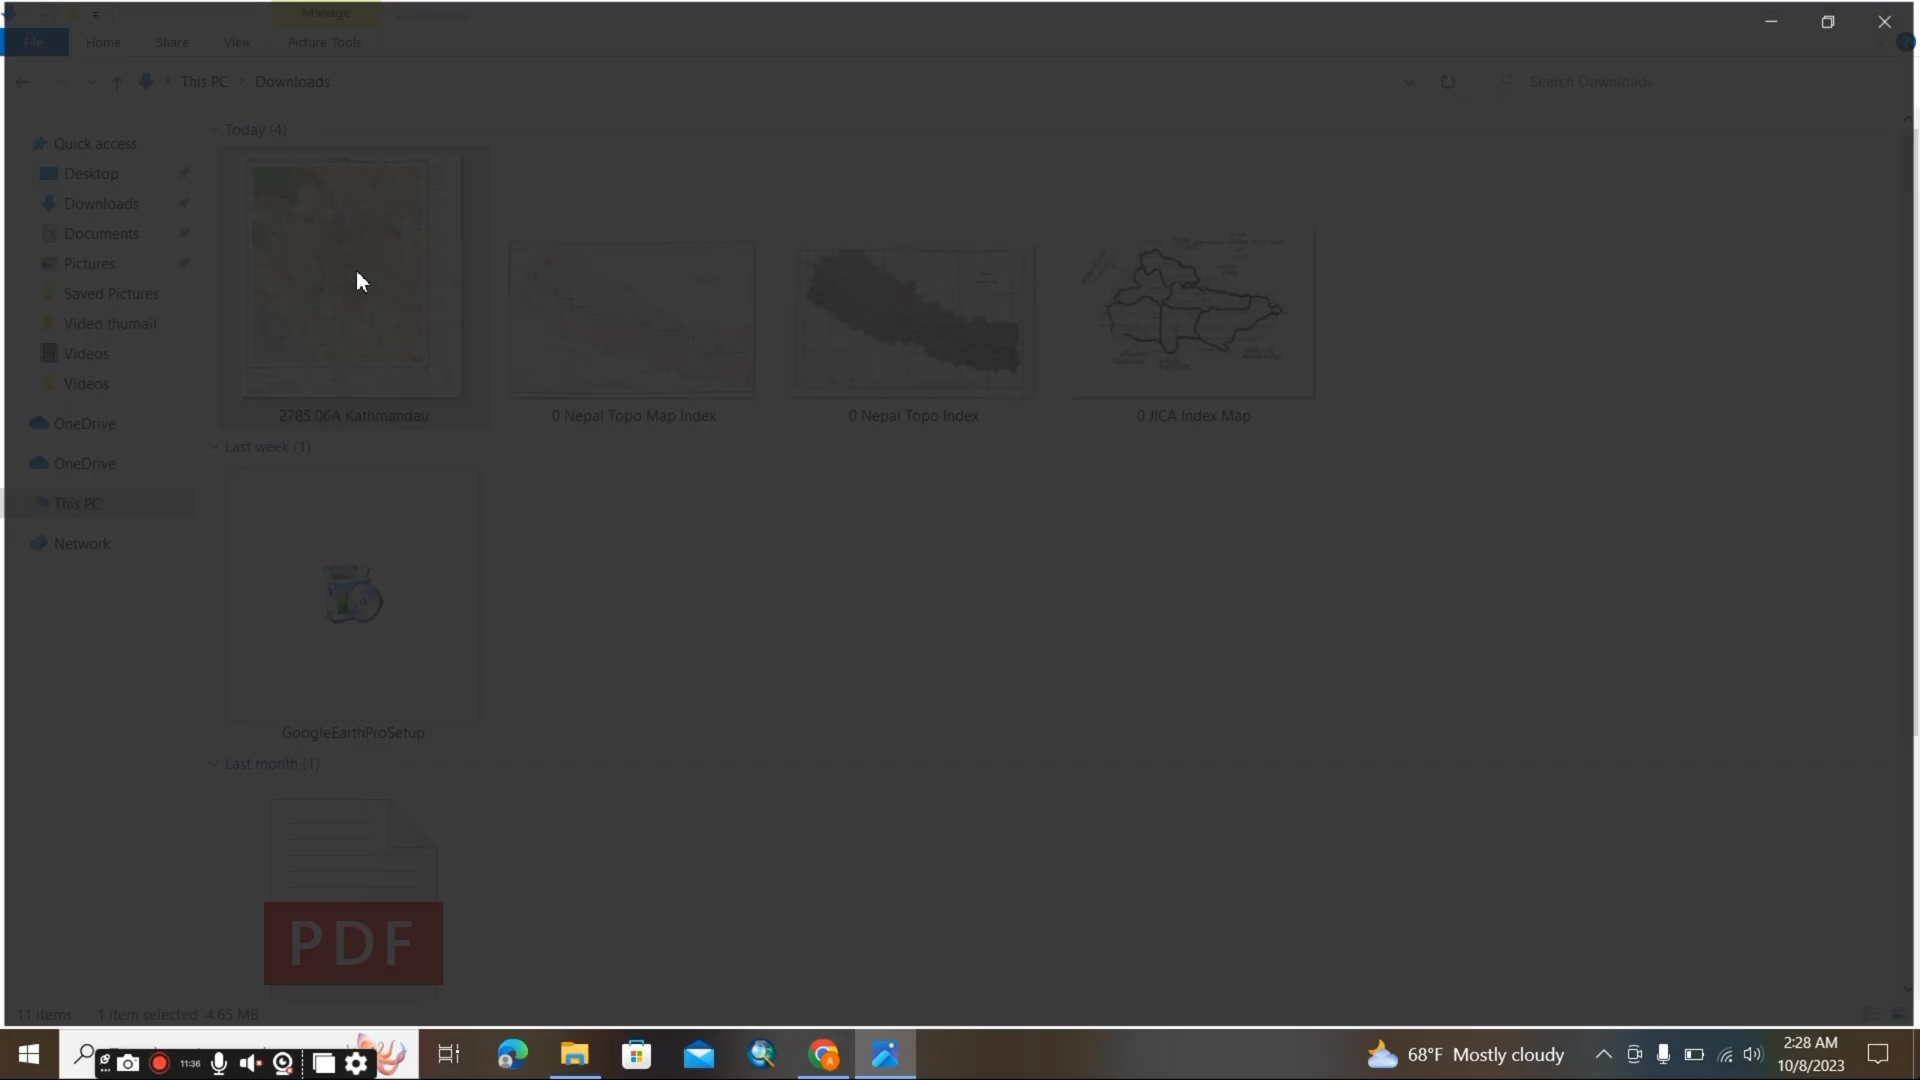 Manage
File
Home
Share
View
Picture Tools
This PC
Downloads
Search Downloads
Quick access
Desktop
Downloads
Documents
Pictures
Saved Pictures
Video thumail
Videos
Videos
OneDrive
OneDrive
This PC
Network
Today (4)
2785 06A Kathmandau
0 Nepal Topo Map Index
0 Nepal Topo Index
0 JICA Index Map
Last week (1)
GoogleEarthProSetup
Last month (1)
PDF
11 items
1 item selected 4.65 MB
11:36
68°F Mostly cloudy
2:28 AM
10/8/2023